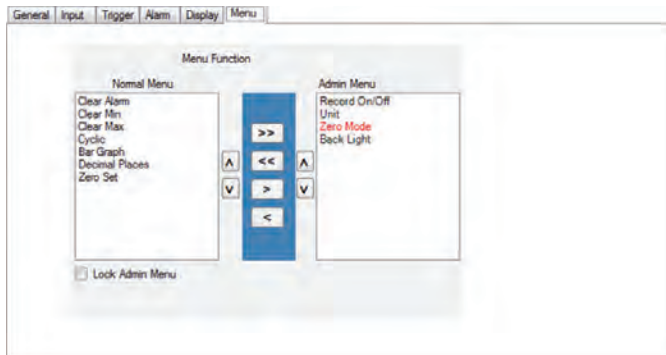 General Input Trigger Alarm Display Menu
Menu Function
Normal Menu
Clear Alarm
Clear Min
Clear Max
Cyclic
Bar Graph
Decimal Places
Zero Set
>>
<<
>
<
Admin Menu
Record On/Off
Unit
Zero Mode
Back Light
Lock Admin Menu